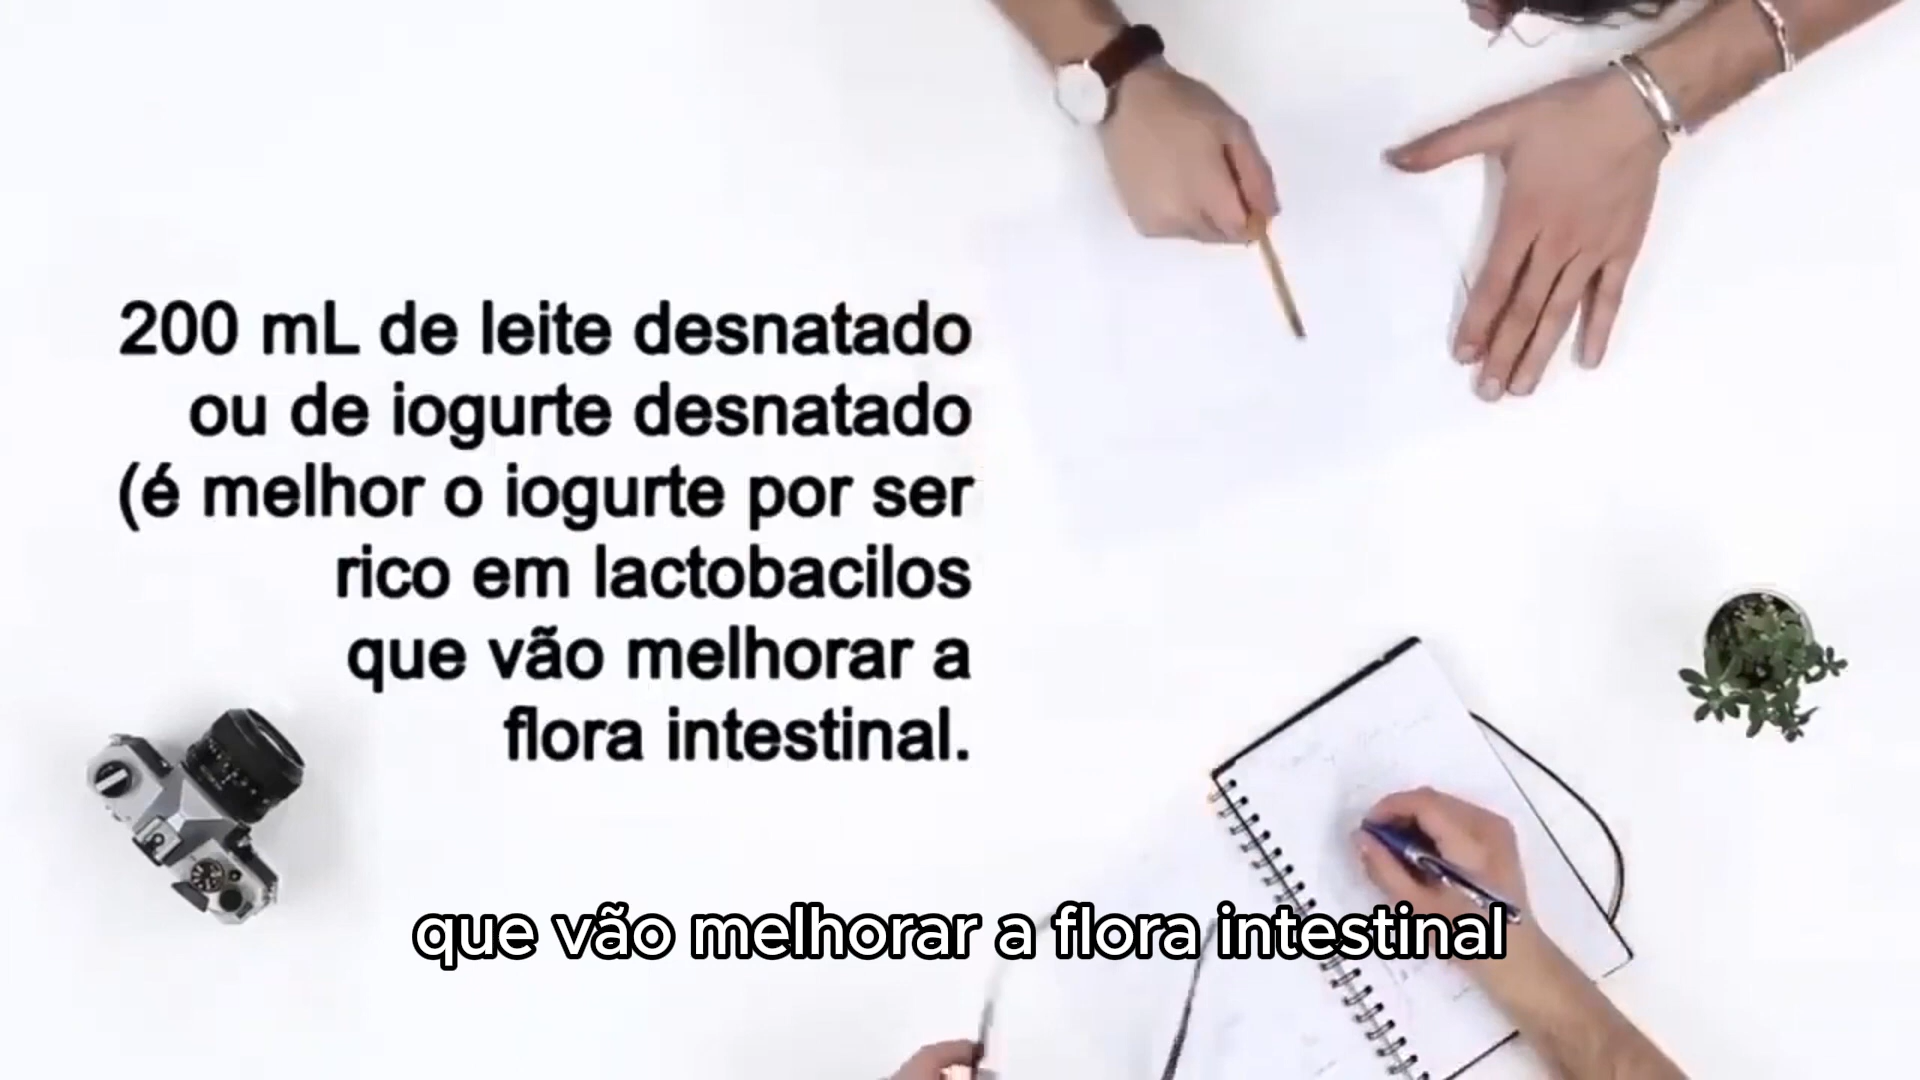 200 mL de leite desnatado
ou de iogurte desnatado
(é melhor o iogurte por ser
rico em lactobacilos
que vão melhorar a
flora intestinal.
que vão melhorar a flora intestinal